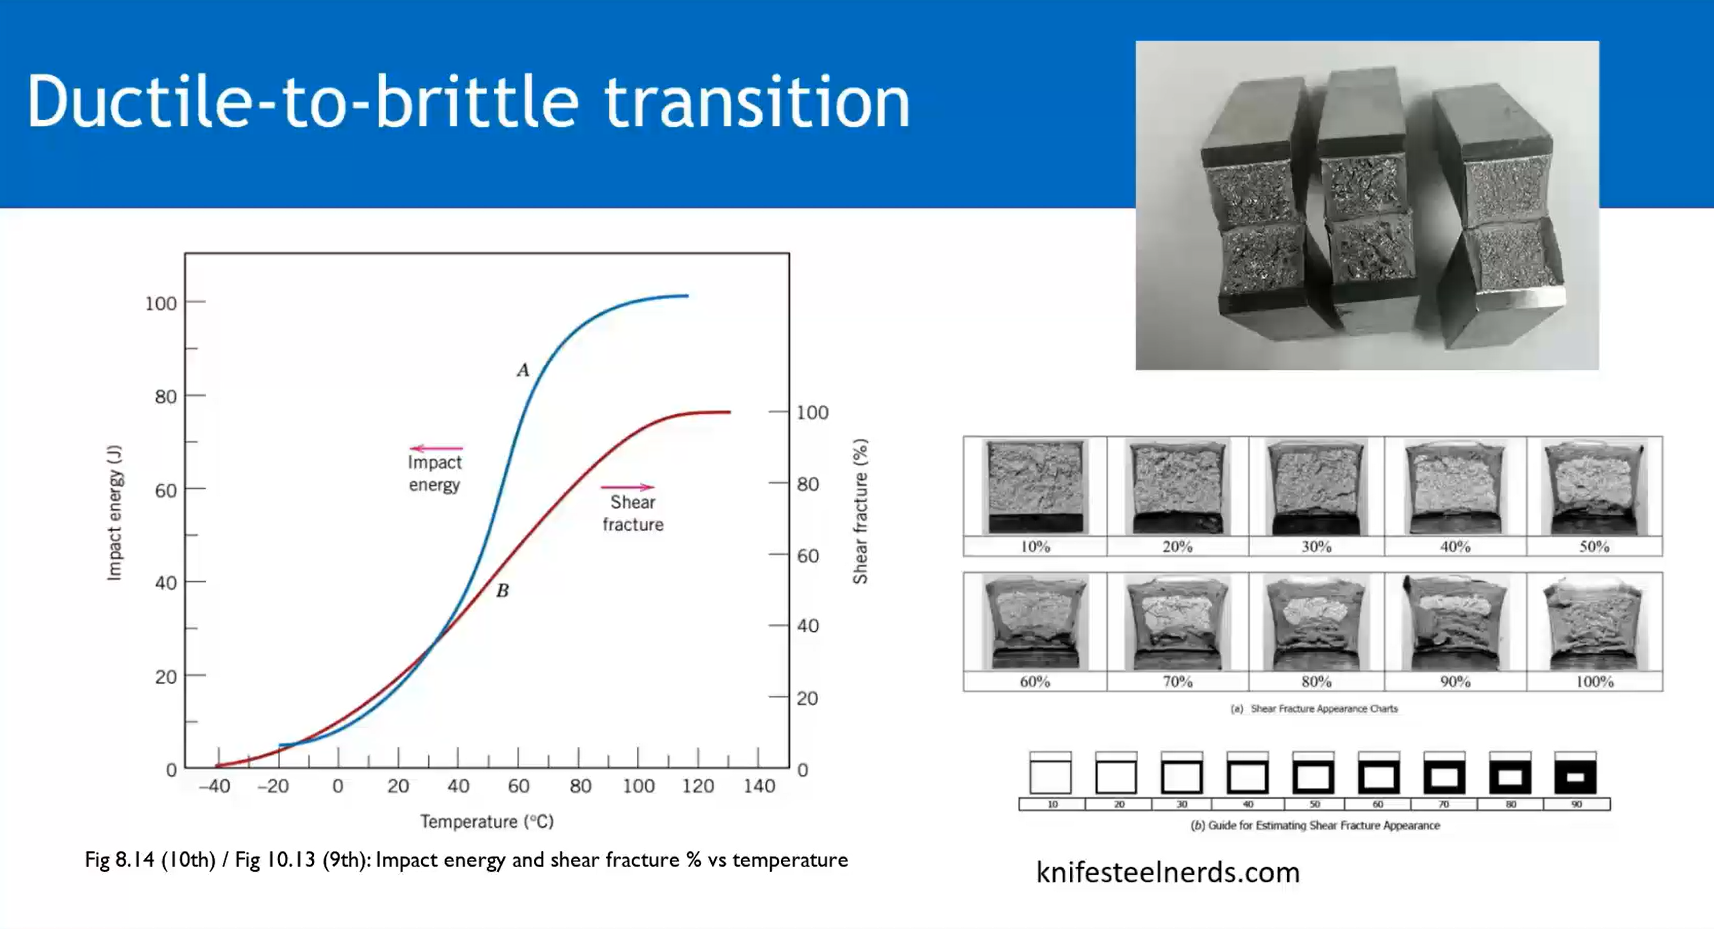 Ductile-to-brittle transition
100
80
60
40
20
0
Impact energy (J)
A
Impact
energy
Shear
fracture
B
100
80
60
40
20
0
Shear fracture (%)
–40 –20 0 20 40 60 80 100 120 140
Temperature (°C)
Fig 8.14 (10th) / Fig 10.13 (9th): Impact energy and shear fracture % vs temperature
10% 20% 30% 40% 50%
60% 70% 80% 90% 100%
(a) Shear Fracture Appearance Charts
10 20 30 40 50 60 70 80 90
(b) Guide for Estimating Shear Fracture Appearance
knifesteelnerds.com